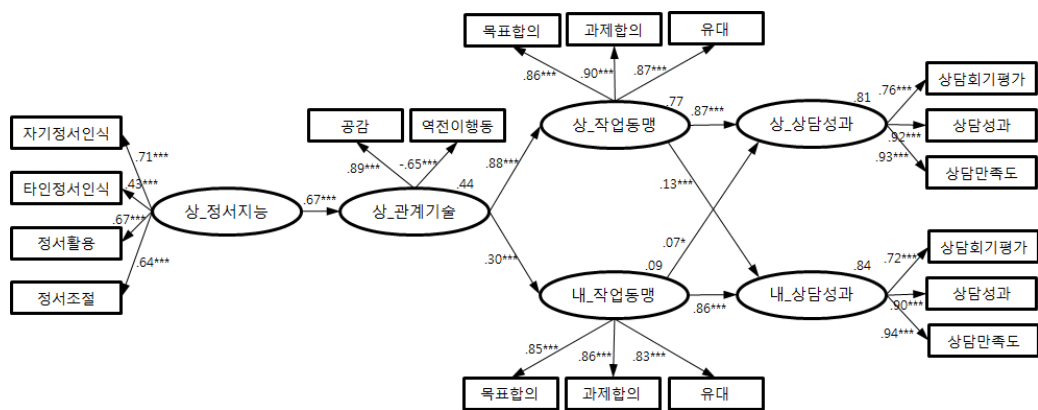 목표합의
과제합의
유대
.86***
.90***
.87***
자기정서인식
타인정서인식
정서활용
정서조절
.71***
.43***
.67***
.64***
상_정서지능
.67***
공감
역전이행동
.89***
-.65***
.44
상_관계기술
.88***
.30***
.77
상_작업동맹
.87***
.13***
.07*
.09
내_작업동맹
.86***
.85***
.86***
.83***
목표합의
과제합의
유대
.81
상_상담성과
.76***
.92***
.93***
상담회기평가
상담성과
상담만족도
.84
내_상담성과
.72***
.90***
.94***
상담회기평가
상담성과
상담만족도